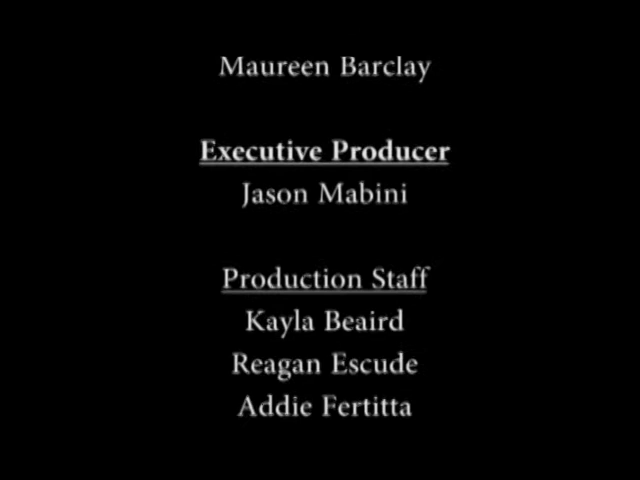 Maureen Barclay
Executive Producer
Jason Mabini
Production Staff
Kayla Beaird
Reagan Escude
Addie Fertitta